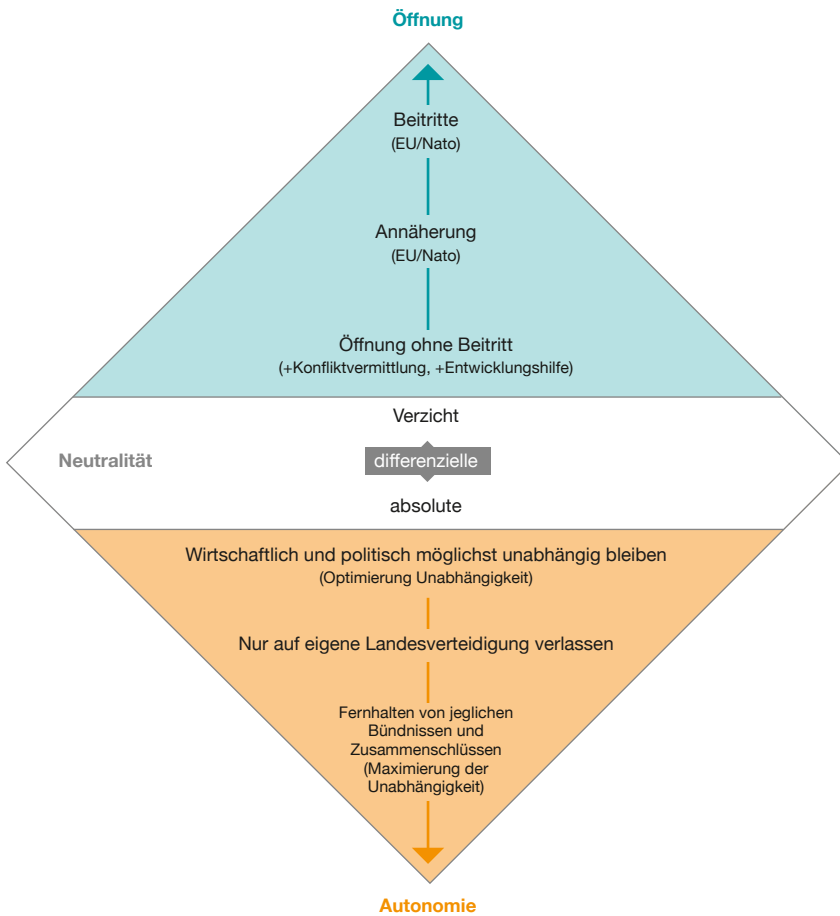 Öffnung
Beitritte
(EU/Nato)
Annäherung
(EU/Nato)
Öffnung ohne Beitritt
(+Konfliktvermittlung, +Entwicklungshilfe)
Verzicht
Neutralität
differenzielle
absolute
Wirtschaftlich und politisch möglichst unabhängig bleiben
(Optimierung Unabhängigkeit)
Nur auf eigene Landesverteidigung verlassen
Fernhalten von jeglichen
Bündnissen und
Zusammenschlüssen
(Maximierung der
Unabhängigkeit)
Autonomie